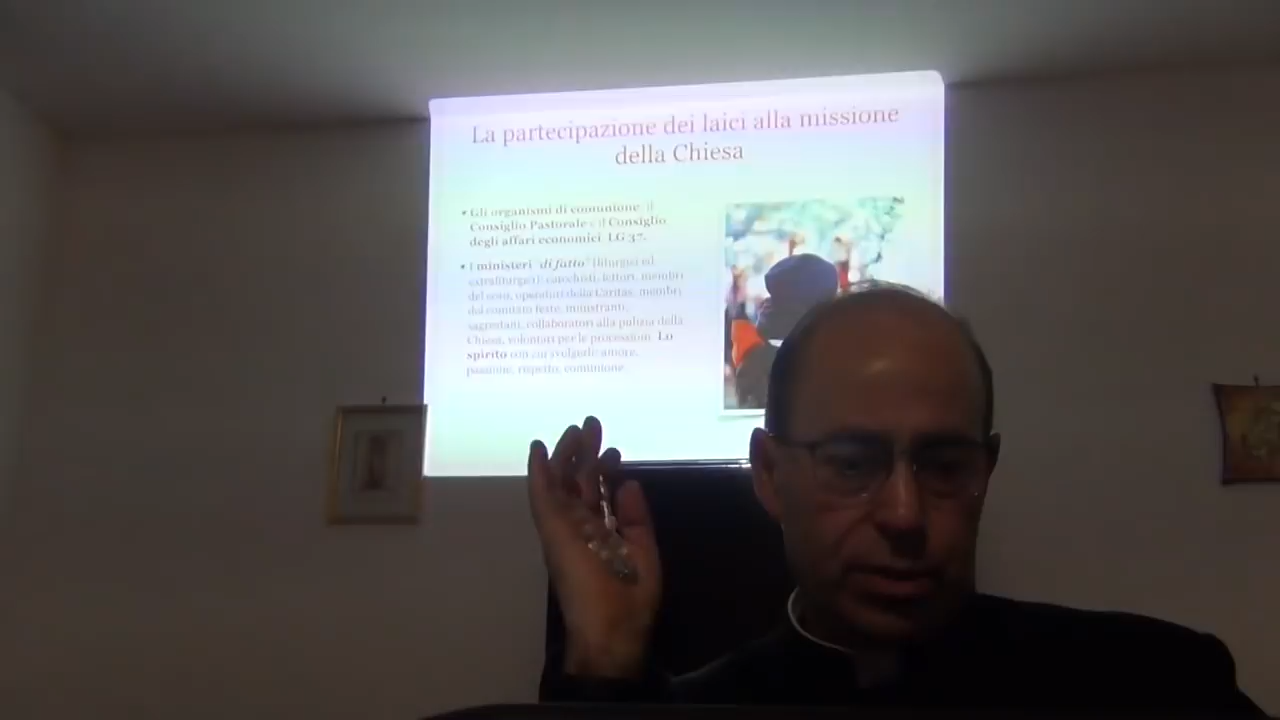 La partecipazione dei laici alla missione
della Chiesa
• Gli organismi di comunione: il
Consiglio Pastorale e il Consiglio
degli affari economici LG 37.
• I ministeri "di fatto" (liturgici ed
extraliturgici): catechisti, lettori, membri
del coro, operatori della Caritas, membri
del comitato feste, ministranti,
sagrestani, collaboratori alla pulizia della
Chiesa, volontari per le processioni. Lo
spirito con cui svolgerli: amore,
passione, rispetto, comunione.